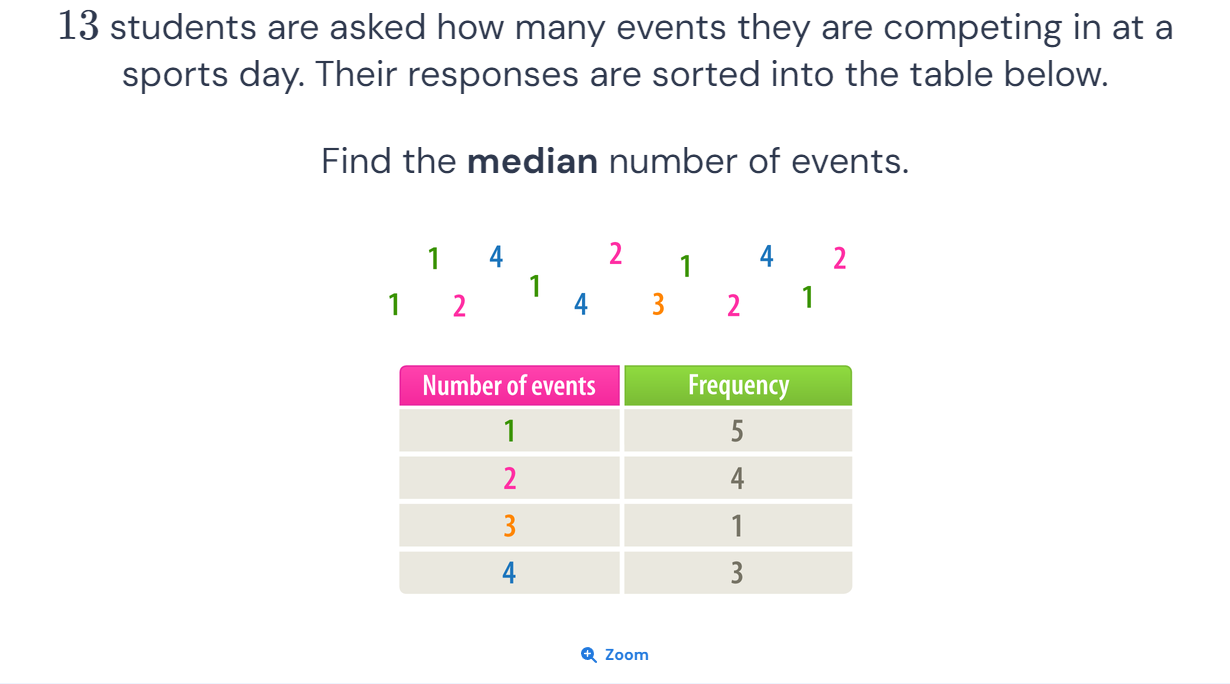 13 students are asked how many events they are competing in at a
sports day. Their responses are sorted into the table below.
Find the median number of events.
1 4 2 1 4 2
1 2 1 4 3 2 1
Number of events Frequency
1 5
2 4
3 1
4 3
Zoom